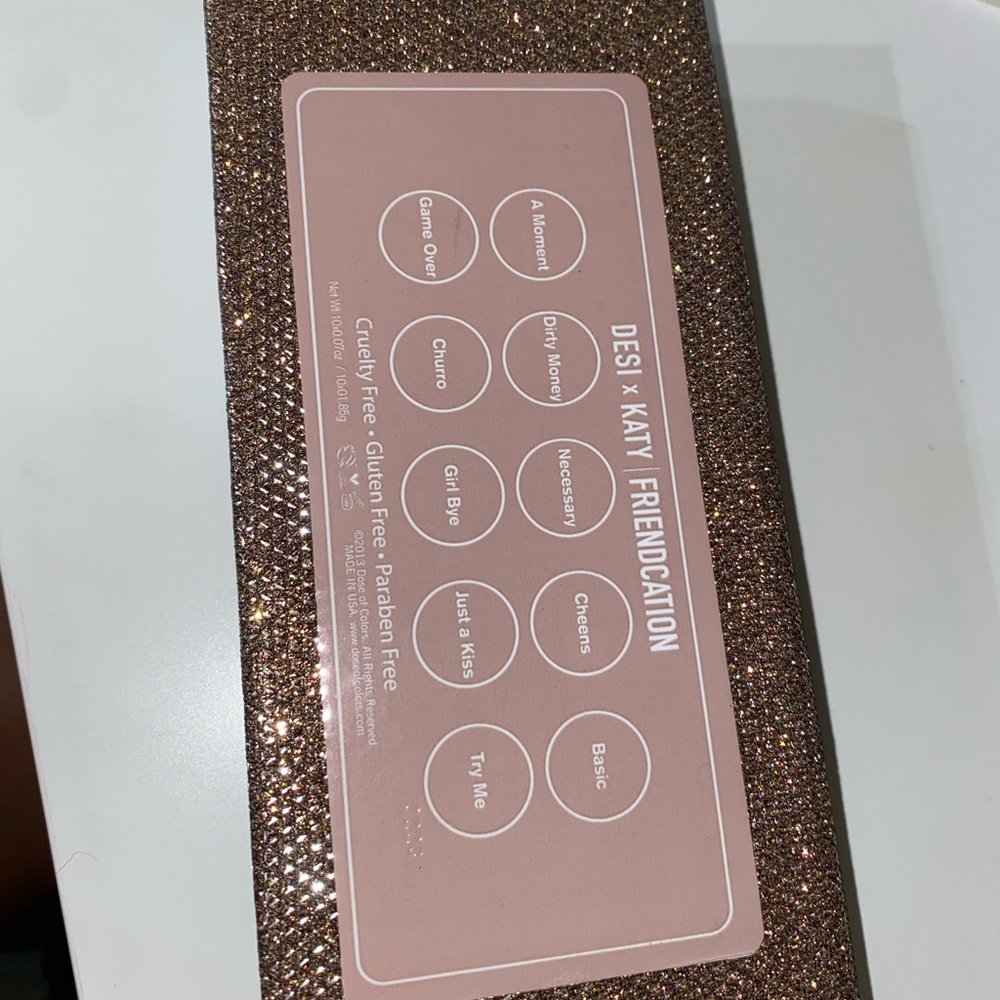 DESI x KATY | FRIENDCATION
A Moment
Dirty Money
Necessary
Cheens
Basic
Game Over
Churro
Girl Bye
Just a Kiss
Try Me
Cruelty Free • Gluten Free • Paraben Free
Net Wt.10x0.07oz / 10x01.85g
©2013 Dose of Colors. All Rights Reserved.
MADE IN USA www.doseofcolors.com